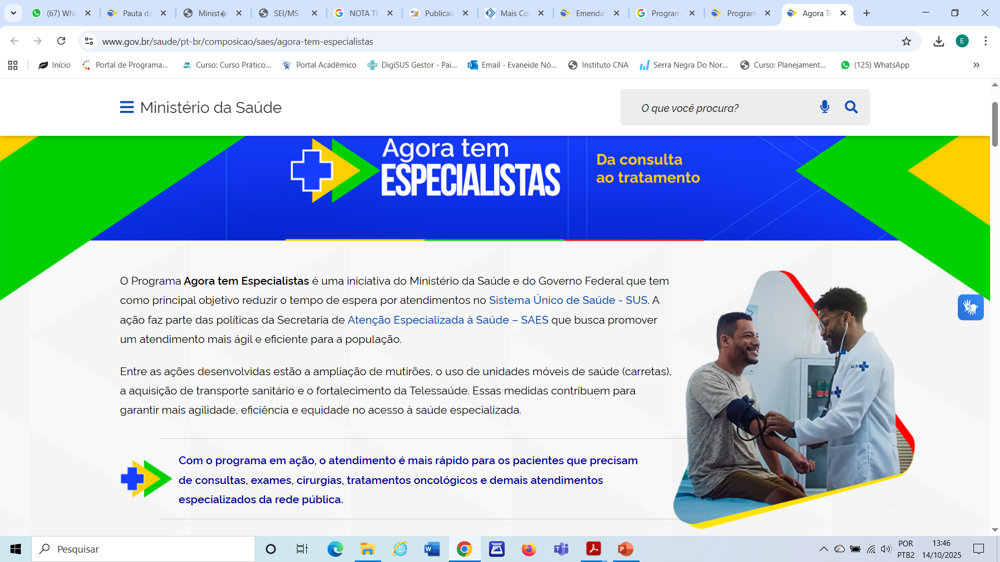 (67) Wha
Pauta da
Minist�
SEI/MS -
NOTA TE
Publicad
Mais Co
Emendas
Program
Program
Agora Te
www.gov.br/saude/pt-br/composicao/saes/agora-tem-especialistas
E
Início
Portal de Programa...
Curso: Curso Prático...
Portal Acadêmico
DigiSUS Gestor - Pai...
Email - Evaneide Nó...
Instituto CNA
Serra Negra Do Nor...
Curso: Planejament...
(125) WhatsApp
Ministério da Saúde
O que você procura?
Agora tem
ESPECIALISTAS
Da consulta
ao tratamento
O Programa Agora tem Especialistas é uma iniciativa do Ministério da Saúde e do Governo Federal que tem
como principal objetivo reduzir o tempo de espera por atendimentos no Sistema Único de Saúde - SUS. A
ação faz parte das políticas da Secretaria de Atenção Especializada à Saúde – SAES que busca promover
um atendimento mais ágil e eficiente para a população.
Entre as ações desenvolvidas estão a ampliação de mutirões, o uso de unidades móveis de saúde (carretas),
a aquisição de transporte sanitário e o fortalecimento da Telessaúde. Essas medidas contribuem para
garantir mais agilidade, eficiência e equidade no acesso à saúde especializada.
SUS
Com o programa em ação, o atendimento é mais rápido para os pacientes que precisam
de consultas, exames, cirurgias, tratamentos oncológicos e demais atendimentos
especializados da rede pública.
Pesquisar
POR
PTB2
13:46
14/10/2025